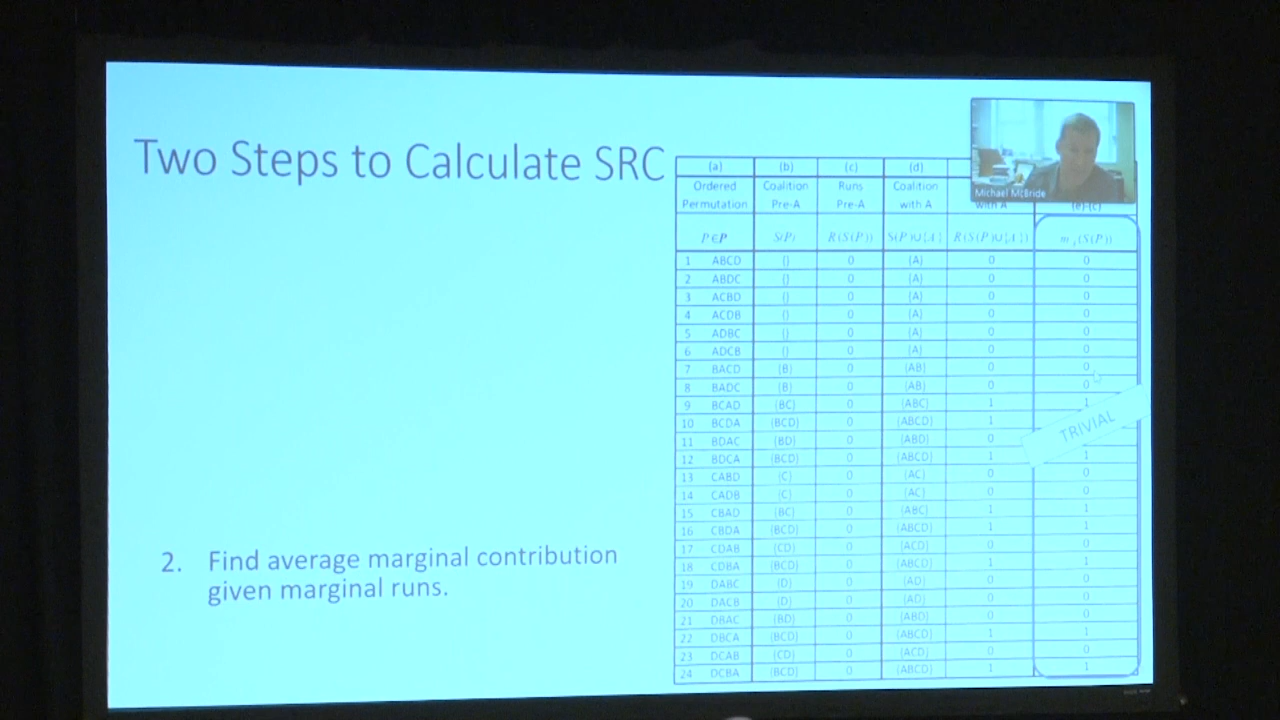 Two Steps to Calculate SRC
Michael McBride
(a) (b) (c) (d)
Ordered Permutation Coalition Pre-A Runs Pre-A Coalition with A with A (e)-(c)
P∈P S(P) R(S(P)) S(P)∪{A} R(S(P)∪{A}) m_j(S(P))
1 ABCD {} 0 {A} 0 0
2 ABDC {} 0 {A} 0 0
3 ACBD {} 0 {A} 0 0
4 ACDB {} 0 {A} 0 0
5 ADBC {} 0 {A} 0 0
6 ADCB {} 0 {A} 0 0
7 BACD {B} 0 {AB} 0 0
8 BADC {B} 0 {AB} 0 0
9 BCAD {BC} 0 {ABC} 1 1
10 BCDA {BCD} 0 {ABCD} 1
11 BDAC {BD} 0 {ABD} 0
12 BDCA {BCD} 0 {ABCD} 1 1
13 CABD {C} 0 {AC} 0 0
14 CADB {C} 0 {AC} 0 0
15 CBAD {BC} 0 {ABC} 1 1
16 CBDA {BCD} 0 {ABCD} 1 1
17 CDAB {CD} 0 {ACD} 0 0
18 CDBA {BCD} 0 {ABCD} 1 1
19 DABC {D} 0 {AD} 0 0
20 DACB {D} 0 {AD} 0 0
21 DBAC {BD} 0 {ABD} 0 0
22 DBCA {BCD} 0 {ABCD} 1 1
23 DCAB {CD} 0 {ACD} 0 0
24 DCBA {BCD} 0 {ABCD} 1 1
TRIVIAL
2. Find average marginal contribution
given marginal runs.